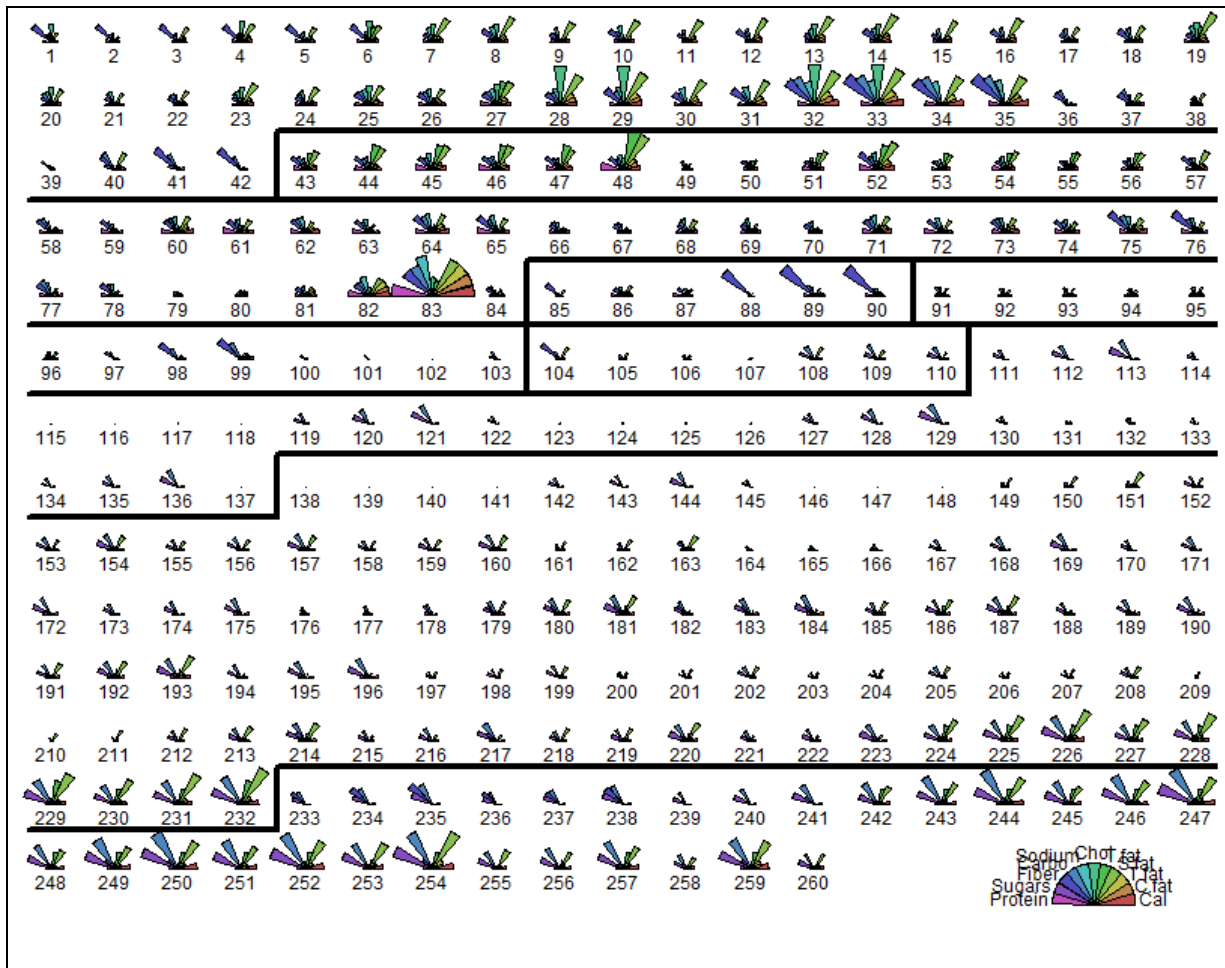 1 2 3 4 5 6 7 8 9 10 11 12 13 14 15 16 17 18 19
20 21 22 23 24 25 26 27 28 29 30 31 32 33 34 35 36 37 38
39 40 41 42 43 44 45 46 47 48 49 50 51 52 53 54 55 56 57
58 59 60 61 62 63 64 65 66 67 68 69 70 71 72 73 74 75 76
77 78 79 80 81 82 83 84 85 86 87 88 89 90 91 92 93 94 95
96 97 98 99 100 101 102 103 104 105 106 107 108 109 110 111 112 113 114
115 116 117 118 119 120 121 122 123 124 125 126 127 128 129 130 131 132 133
134 135 136 137 138 139 140 141 142 143 144 145 146 147 148 149 150 151 152
153 154 155 156 157 158 159 160 161 162 163 164 165 166 167 168 169 170 171
172 173 174 175 176 177 178 179 180 181 182 183 184 185 186 187 188 189 190
191 192 193 194 195 196 197 198 199 200 201 202 203 204 205 206 207 208 209
210 211 212 213 214 215 216 217 218 219 220 221 222 223 224 225 226 227 228
229 230 231 232 233 234 235 236 237 238 239 240 241 242 243 244 245 246 247
248 249 250 251 252 253 254 255 256 257 258 259 260
Sodium Chol
Carbo S.fat
Fiber
Sugars C.fat
Protein Cal